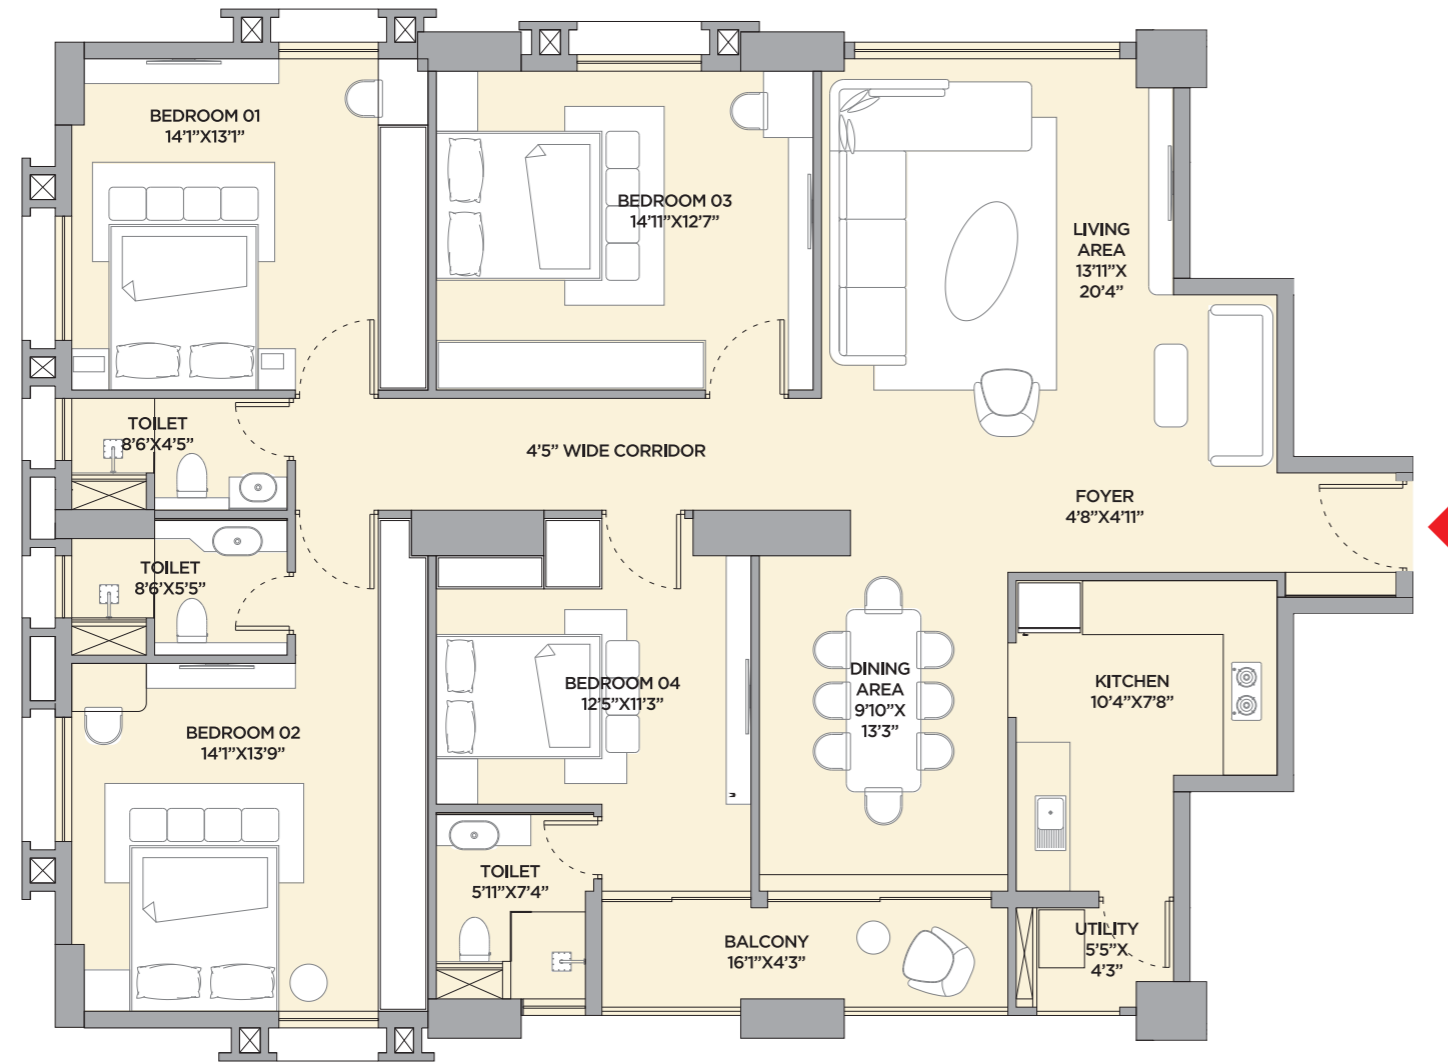 BEDROOM 01
14'1"X13'1"
BEDROOM 03
14'11"X12'7"
LIVING
AREA
13'11"X
20'4"
TOILET
8'6'X4'5"
4'5" WIDE CORRIDOR
FOYER
4'8"X4'11"
TOILET
8'6'X5'5"
BEDROOM 02
14'1"X13'9"
BEDROOM 04
12'5"X11'3"
DINING
AREA
9'10"X
13'3"
KITCHEN
10'4"X7'8"
TOILET
5'11"X7'4"
BALCONY
16'1"X4'3"
UTILITY
5'5"X
4'3"